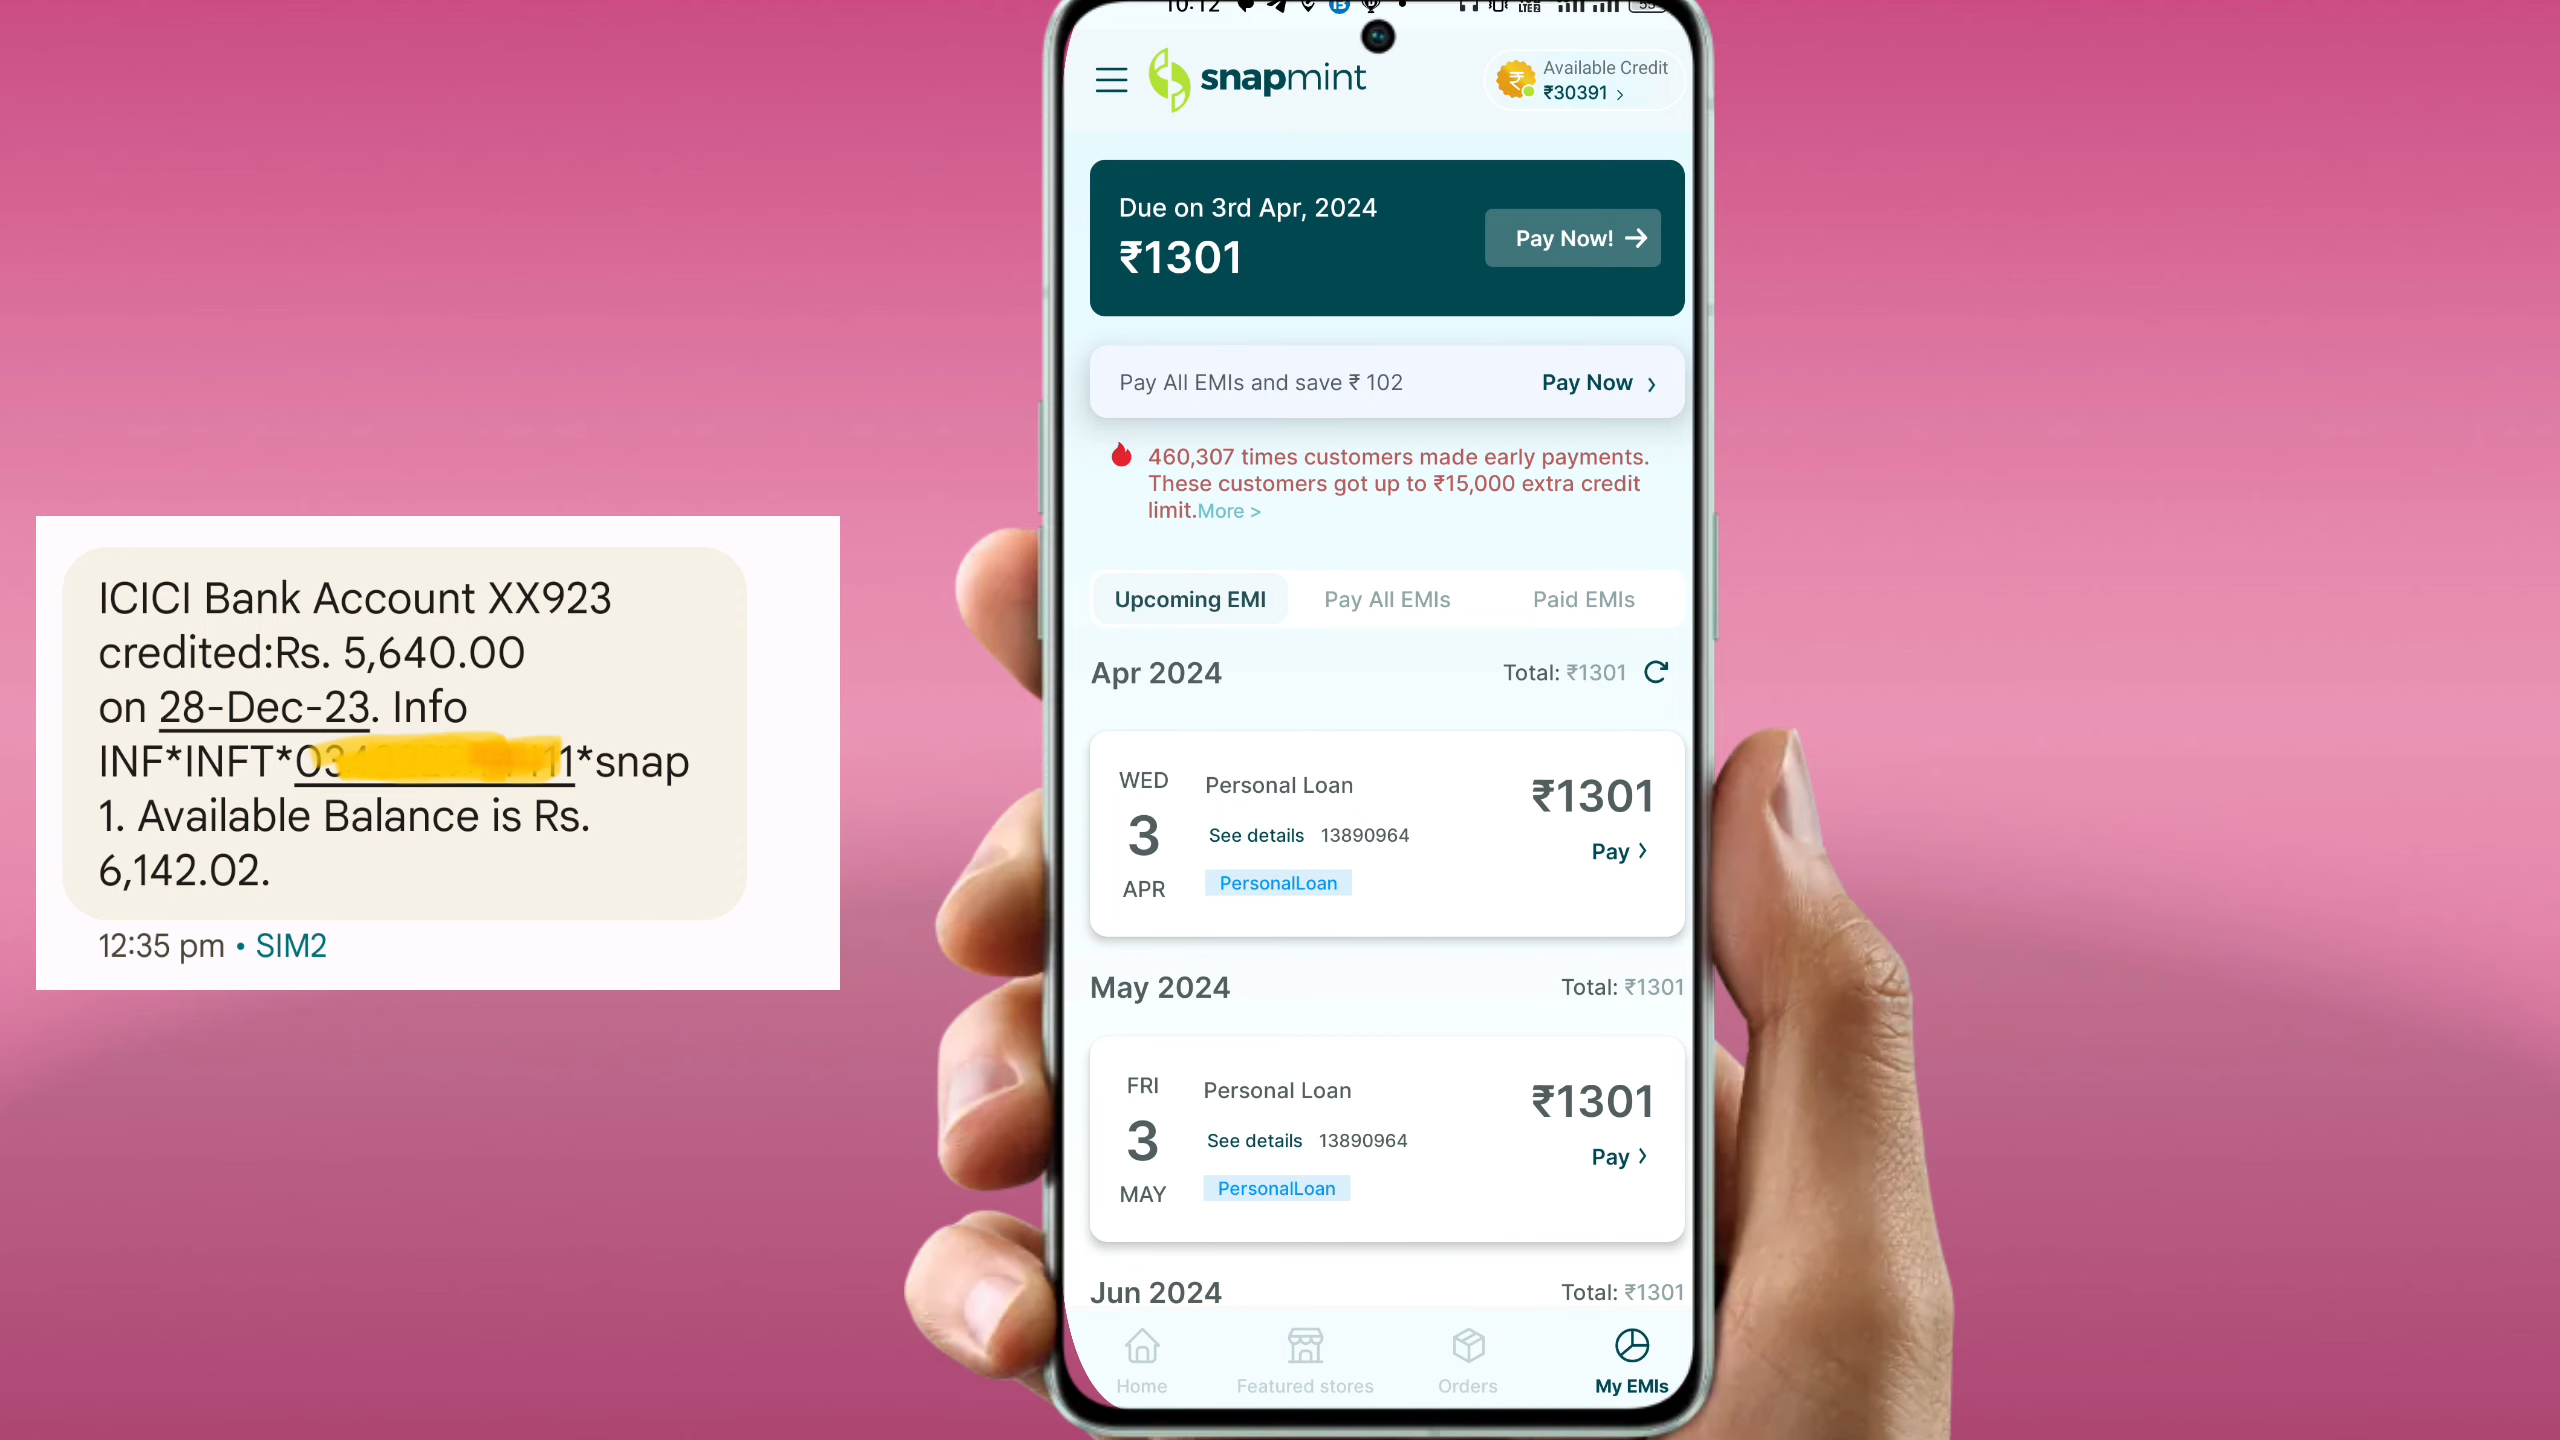 ICICI Bank Account XX923
credited:Rs. 5,640.00
on 28-Dec-23. Info
INF*INFT*03 11*snap
1. Available Balance is Rs.
6,142.02.
12:35 pm • SIM2
10:12
snapmint
Available Credit
₹30391 >
Due on 3rd Apr, 2024
₹1301
Pay Now! →
Pay All EMIs and save ₹ 102
Pay Now >
460,307 times customers made early payments.
These customers got up to ₹15,000 extra credit
limit.More >
Upcoming EMI
Pay All EMIs
Paid EMIs
Apr 2024
Total: ₹1301
WED
3
APR
Personal Loan
See details 13890964
PersonalLoan
₹1301
Pay >
May 2024
Total: ₹1301
FRI
3
MAY
Personal Loan
See details 13890964
PersonalLoan
₹1301
Pay >
Jun 2024
Total: ₹1301
Home
Featured stores
Orders
My EMIs